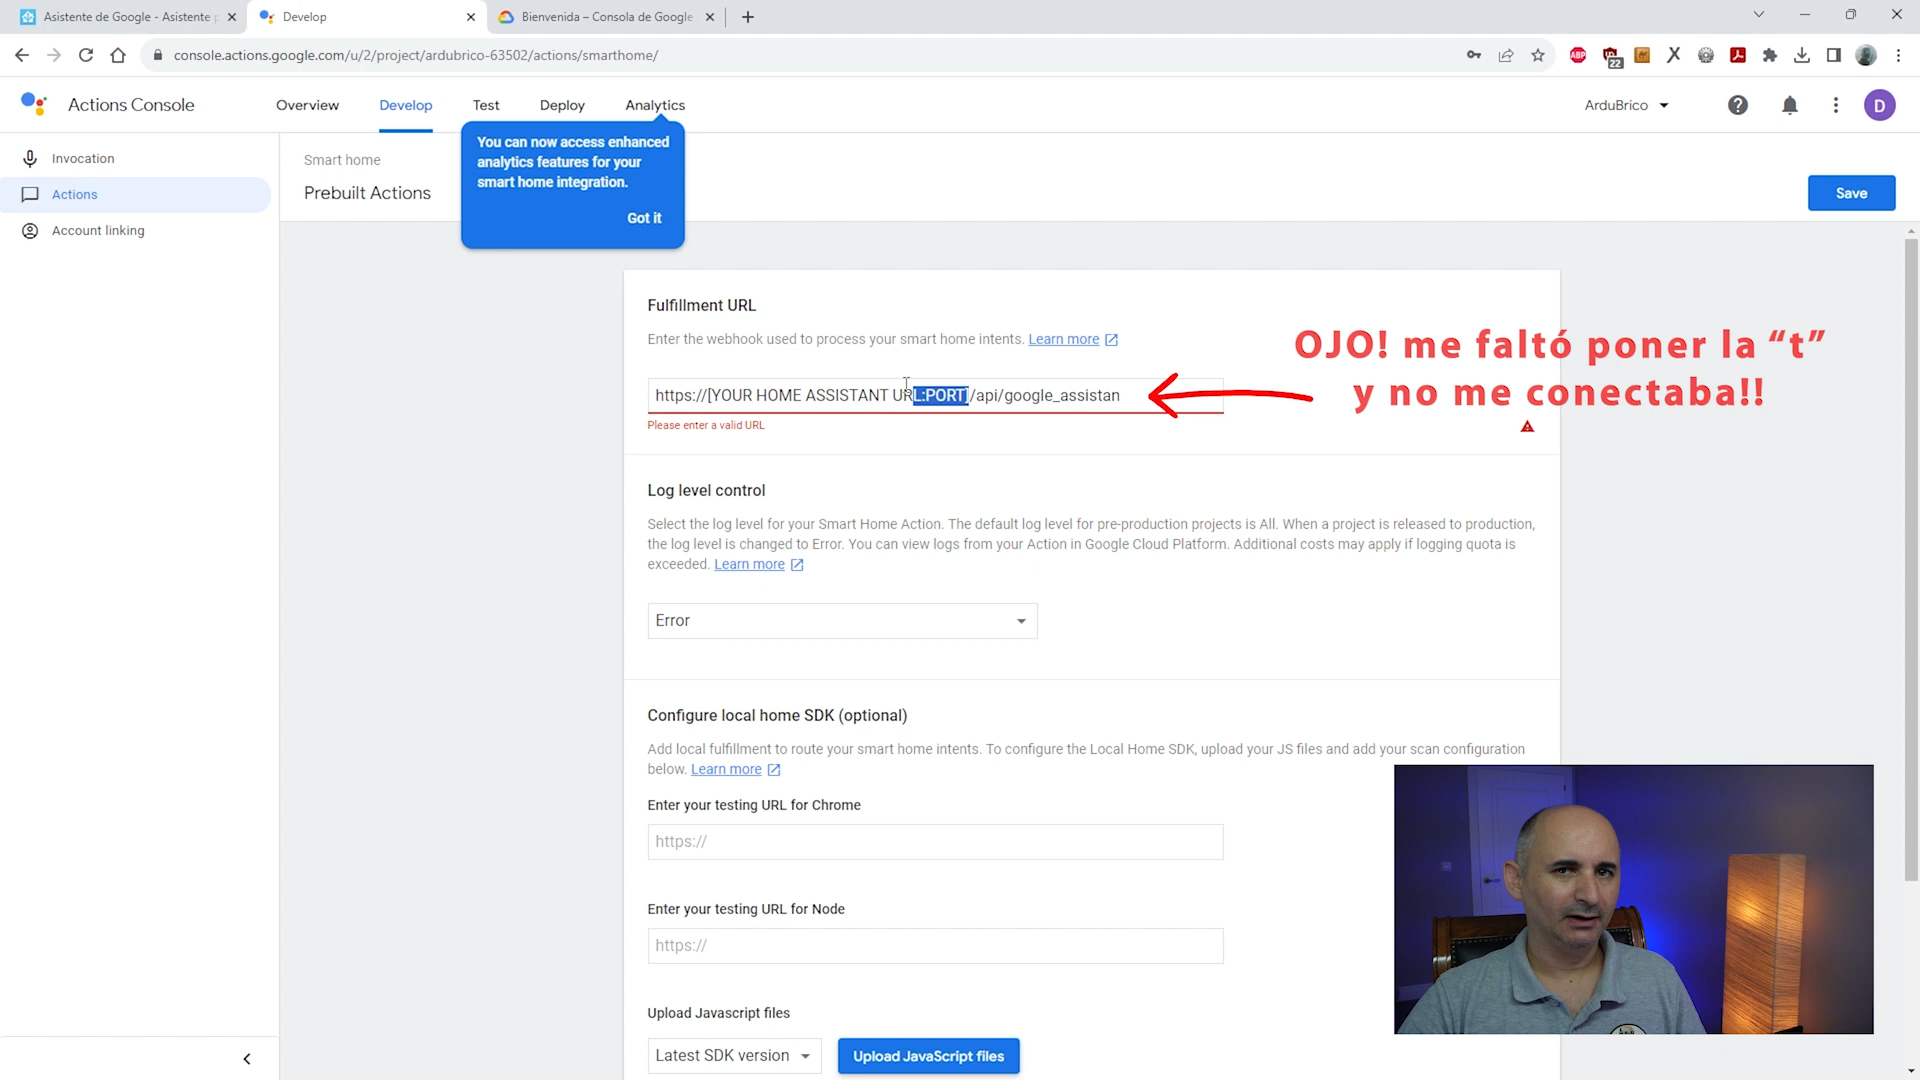 Asistente de Google - Asistente p
Develop
Bienvenida – Consola de Google
console.actions.google.com/u/2/project/ardubrico-63502/actions/smarthome/
ABP
22
Actions Console
Overview
Develop
Test
Deploy
Analytics
ArduBrico
D
You can now access enhanced
analytics features for your
smart home integration.
Got it
Invocation
Actions
Account linking
Smart home
Prebuilt Actions
Save
Fulfillment URL
Enter the webhook used to process your smart home intents. Learn more
https://[YOUR HOME ASSISTANT URL:PORT]/api/google_assistan
Please enter a valid URL
OJO! me faltó poner la “t”
y no me conectaba!!
Log level control
Select the log level for your Smart Home Action. The default log level for pre-production projects is All. When a project is released to production,
the log level is changed to Error. You can view logs from your Action in Google Cloud Platform. Additional costs may apply if logging quota is
exceeded. Learn more
Error
Configure local home SDK (optional)
Add local fulfillment to route your smart home intents. To configure the Local Home SDK, upload your JS files and add your scan configuration
below. Learn more
Enter your testing URL for Chrome
https://
Enter your testing URL for Node
https://
Upload Javascript files
Latest SDK version
Upload JavaScript files